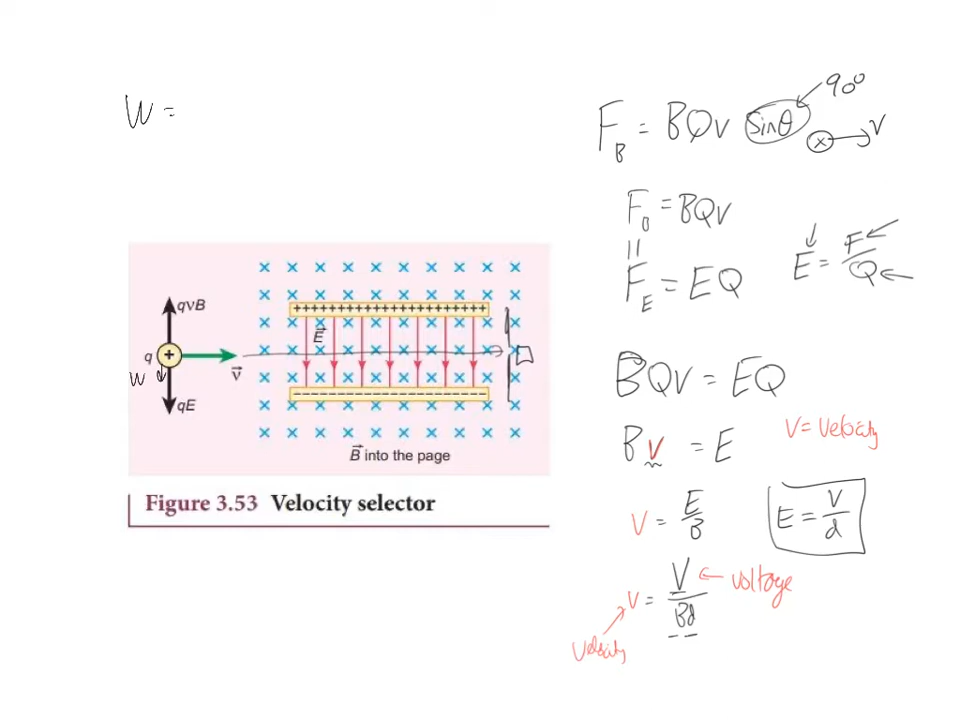 W =
F_B = BQv sinθ
90°
v
F_B = BQv
E = F/Q
F_E = EQ
BQv = EQ
Bv = E
V = Velocity
v = E/B
E = V/d
v = V/Bd
voltage
Velocity
qvB
q
v
W
qE
+++++++++++++++++++++++
E
B into the page
Figure 3.53 Velocity selector